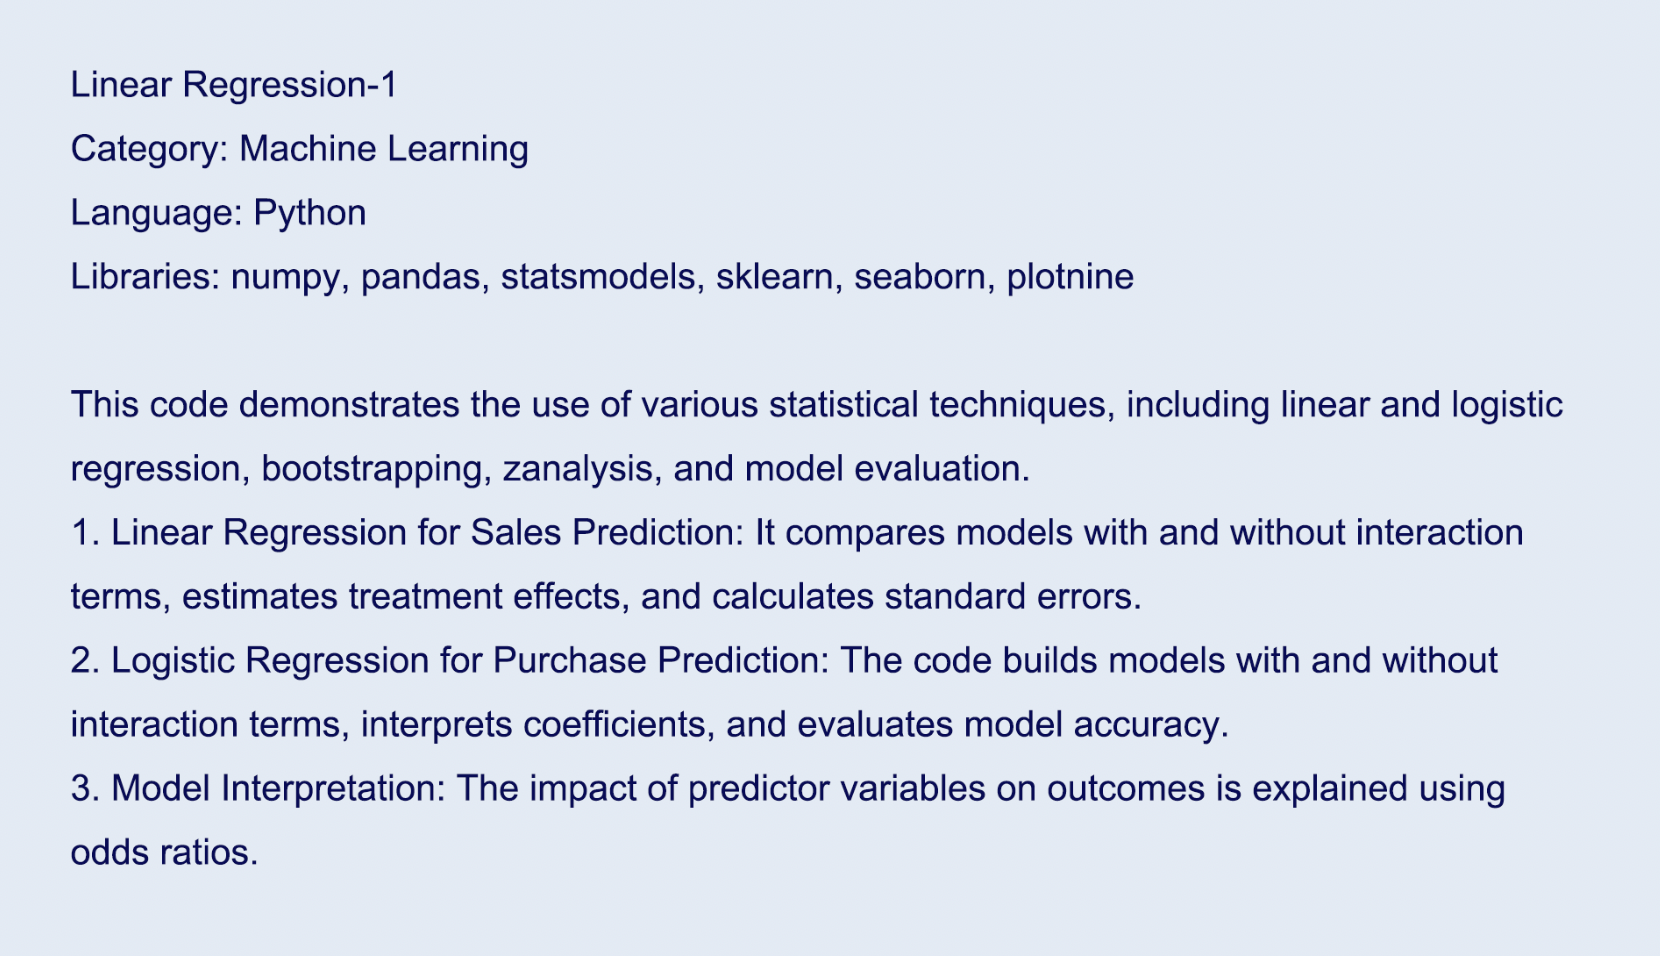 Linear Regression-1
Category: Machine Learning
Language: Python
Libraries: numpy, pandas, statsmodels, sklearn, seaborn, plotnine
This code demonstrates the use of various statistical techniques, including linear and logistic
regression, bootstrapping, zanalysis, and model evaluation.
1. Linear Regression for Sales Prediction: It compares models with and without interaction
terms, estimates treatment effects, and calculates standard errors.
2. Logistic Regression for Purchase Prediction: The code builds models with and without
interaction terms, interprets coefficients, and evaluates model accuracy.
3. Model Interpretation: The impact of predictor variables on outcomes is explained using
odds ratios.